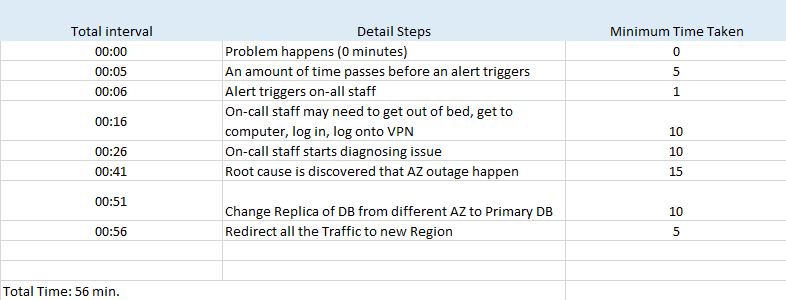 Total interval Detail Steps Minimum Time Taken
00:00 Problem happens (0 minutes) 0
00:05 An amount of time passes before an alert triggers 5
00:06 Alert triggers on-all staff 1
On-call staff may need to get out of bed, get to
00:16 computer, log in, log onto VPN 10
00:26 On-call staff starts diagnosing issue 10
00:41 Root cause is discovered that AZ outage happen 15
00:51 Change Replica of DB from different AZ to Primary DB 10
00:56 Redirect all the Traffic to new Region 5
Total Time: 56 min.